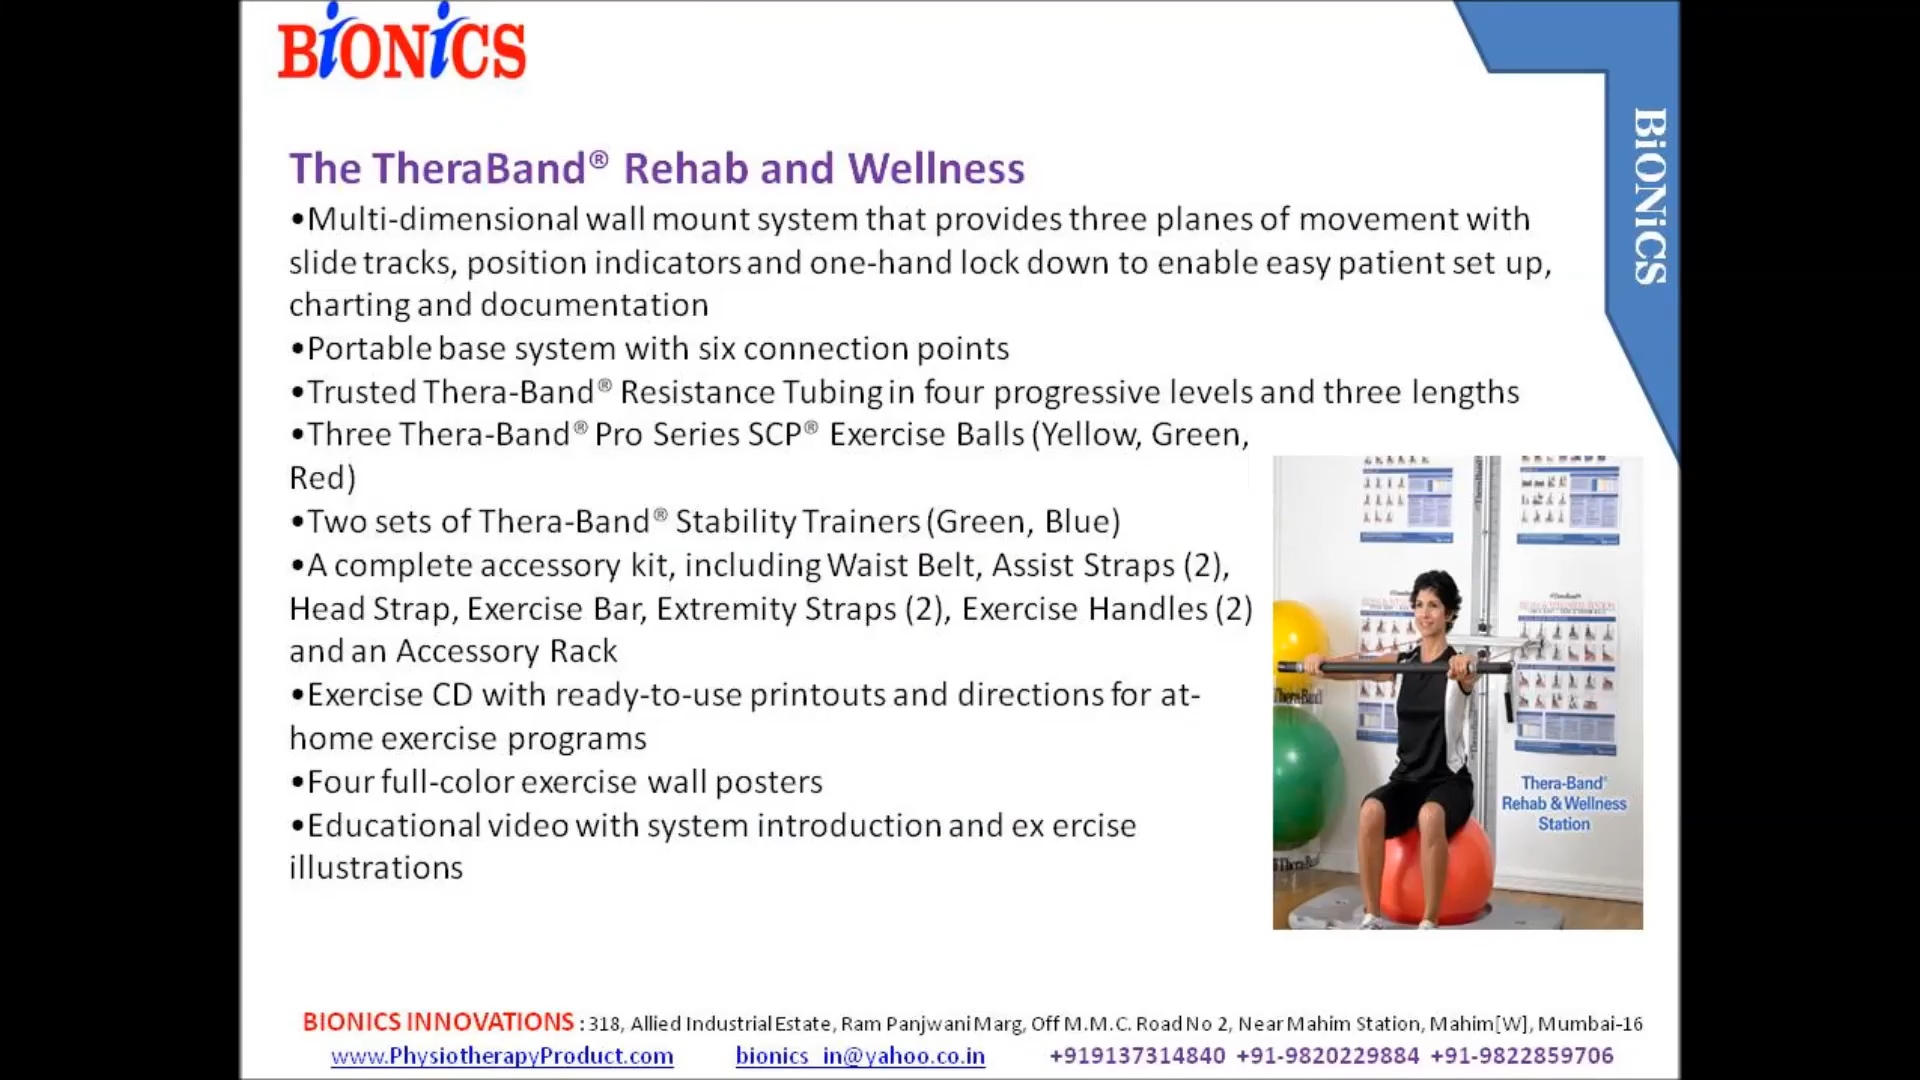 BiONiCS
BiONiCS
The TheraBand® Rehab and Wellness
•Multi-dimensional wall mount system that provides three planes of movement with
slide tracks, position indicators and one-hand lock down to enable easy patient set up,
charting and documentation
•Portable base system with six connection points
•Trusted Thera-Band® Resistance Tubing in four progressive levels and three lengths
•Three Thera-Band® Pro Series SCP® Exercise Balls (Yellow, Green,
Red)
•Two sets of Thera-Band® Stability Trainers (Green, Blue)
•A complete accessory kit, including Waist Belt, Assist Straps (2),
Head Strap, Exercise Bar, Extremity Straps (2), Exercise Handles (2)
and an Accessory Rack
•Exercise CD with ready-to-use printouts and directions for at-
home exercise programs
•Four full-color exercise wall posters
•Educational video with system introduction and ex ercise
illustrations
Thera-Band
Thera-Band®
Rehab & Wellness
Station
BIONICS INNOVATIONS : 318, Allied Industrial Estate, Ram Panjwani Marg, Off M.M.C. Road No 2, Near Mahim Station, Mahim[W], Mumbai-16
www.PhysiotherapyProduct.com bionics_in@yahoo.co.in +919137314840 +91-9820229884 +91-9822859706